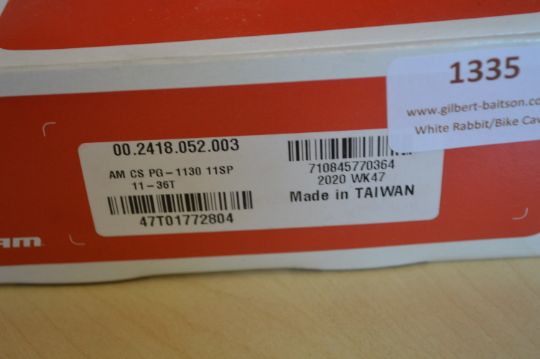 1335
www.gilbert-baitson.co
White Rabbit/Bike Cav
00.2418.052.003
AM CS PG-1130 11SP
11-36T
47T01772804
710845770364
2020 WK47
Made in TAIWAN
am